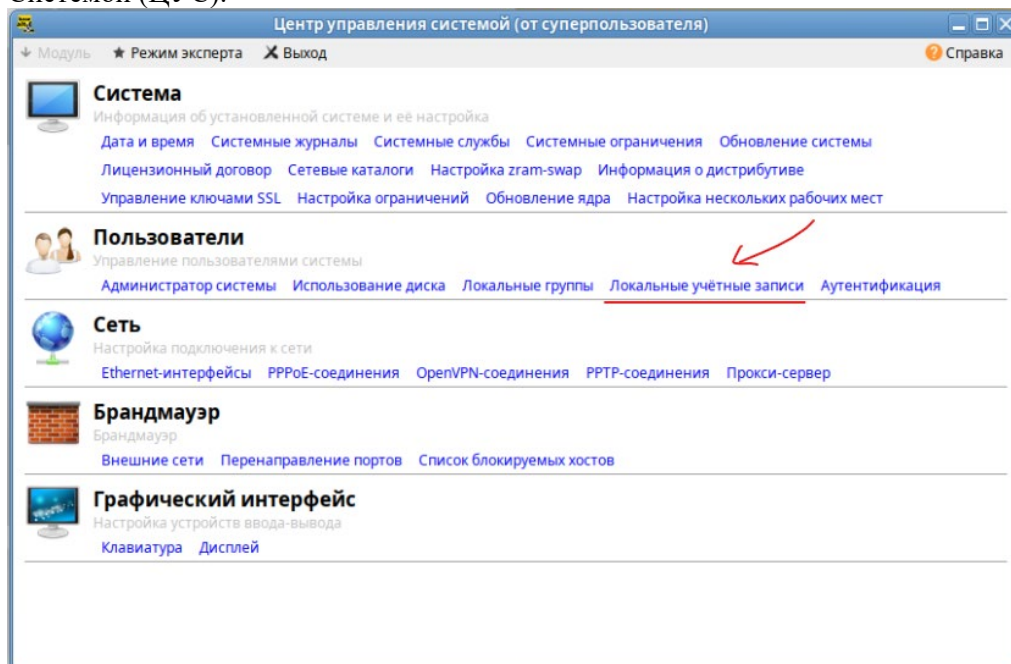 Системой (ЦУС).
Центр управления системой (от суперпользователя)
Модуль Режим эксперта Выход Справка
Система
Информация об установленной системе и её настройка
Дата и время Системные журналы Системные службы Системные ограничения Обновление системы
Лицензионный договор Сетевые каталоги Настройка zram-swap Информация о дистрибутиве
Управление ключами SSL Настройка ограничений Обновление ядра Настройка нескольких рабочих мест
Пользователи
Управление пользователями системы
Администратор системы Использование диска Локальные группы Локальные учётные записи Аутентификация
Сеть
Настройка подключения к сети
Ethernet-интерфейсы PPPoE-соединения OpenVPN-соединения PPTP-соединения Прокси-сервер
Брандмауэр
Брандмауэр
Внешние сети Перенаправление портов Список блокируемых хостов
Графический интерфейс
Настройка устройств ввода-вывода
Клавиатура Дисплей